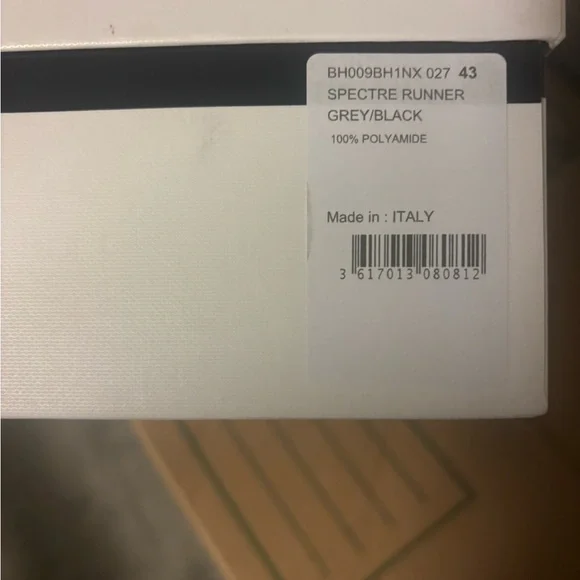 BH009BH1NX 027 43
SPECTRE RUNNER
GREY/BLACK
100% POLYAMIDE
Made in : ITALY
3 617013 080812